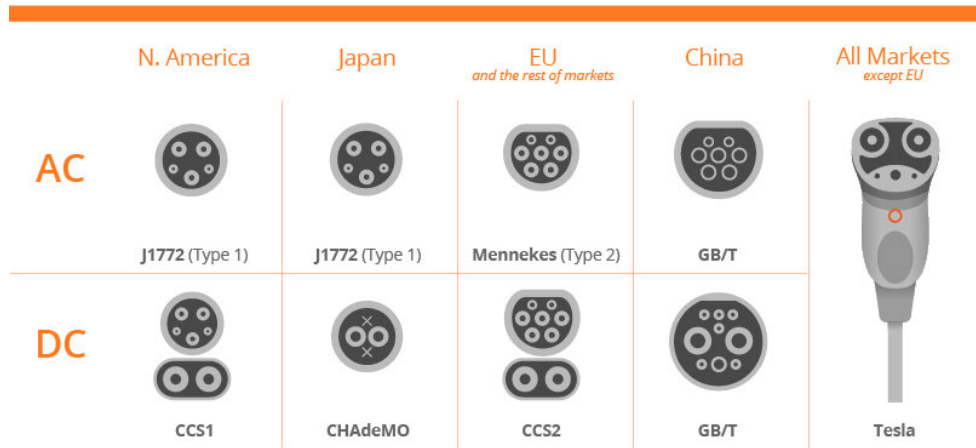 N. America
Japan
EU
and the rest of markets
China
All Markets
except EU
AC
J1772 (Type 1)
J1772 (Type 1)
Mennekes (Type 2)
GB/T
DC
CCS1
CHAdeMO
CCS2
GB/T
Tesla